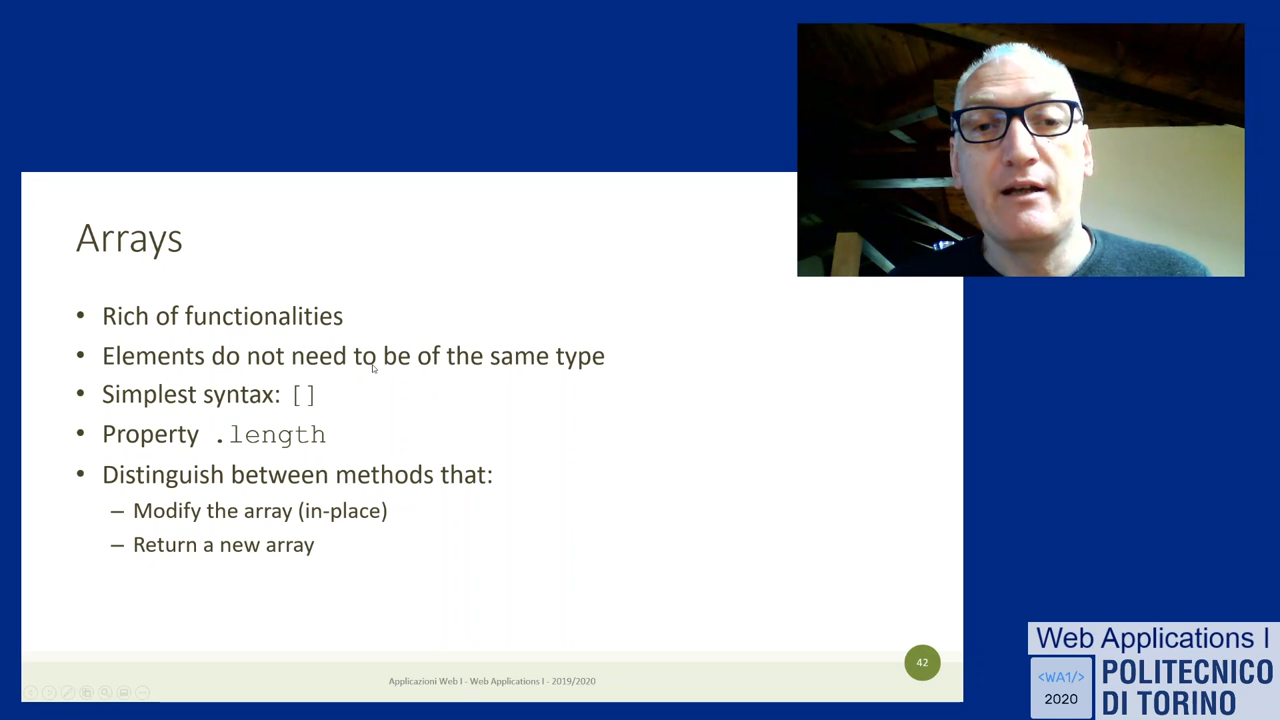 Arrays
• Rich of functionalities
• Elements do not need to be of the same type
• Simplest syntax: []
• Property .length
• Distinguish between methods that:
– Modify the array (in-place)
– Return a new array
42
Applicazioni Web I - Web Applications I - 2019/2020
Web Applications I
<WA1/>
2020
POLITECNICO
DI TORINO